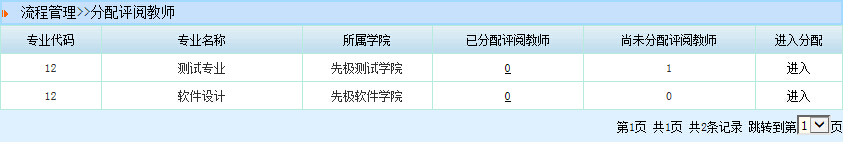 流程管理>>分配评阅教师
专业代码 专业名称 所属学院 已分配评阅教师 尚未分配评阅教师 进入分配
12 测试专业 先极测试学院 0 1 进入
12 软件设计 先极软件学院 0 0 进入
第1页 共1页 共2条记录 跳转到第1页